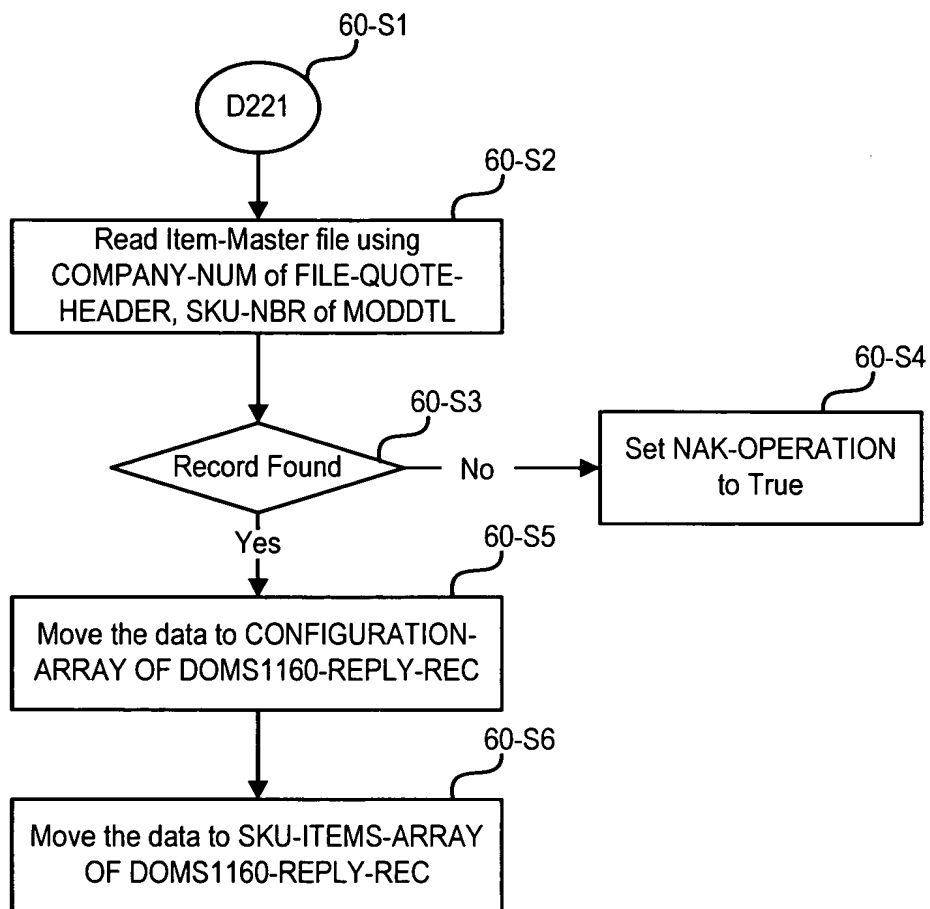 60-S1
D221
60-S2
Read Item-Master file using
COMPANY-NUM of FILE-QUOTE-
HEADER, SKU-NBR of MODDTL
60-S3
Record Found
No
60-S4
Set NAK-OPERATION
to True
Yes
60-S5
Move the data to CONFIGURATION-
ARRAY OF DOMS1160-REPLY-REC
60-S6
Move the data to SKU-ITEMS-ARRAY
OF DOMS1160-REPLY-REC